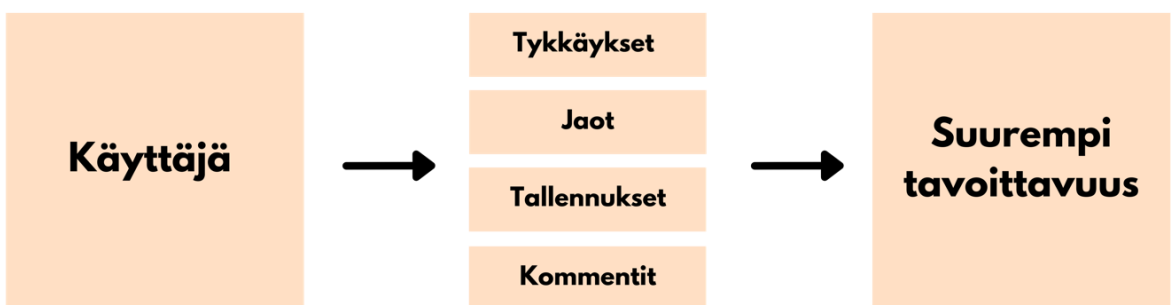 Käyttäjä
Tykkäykset
Jaot
Tallennukset
Kommentit
Suurempi
tavoittavuus